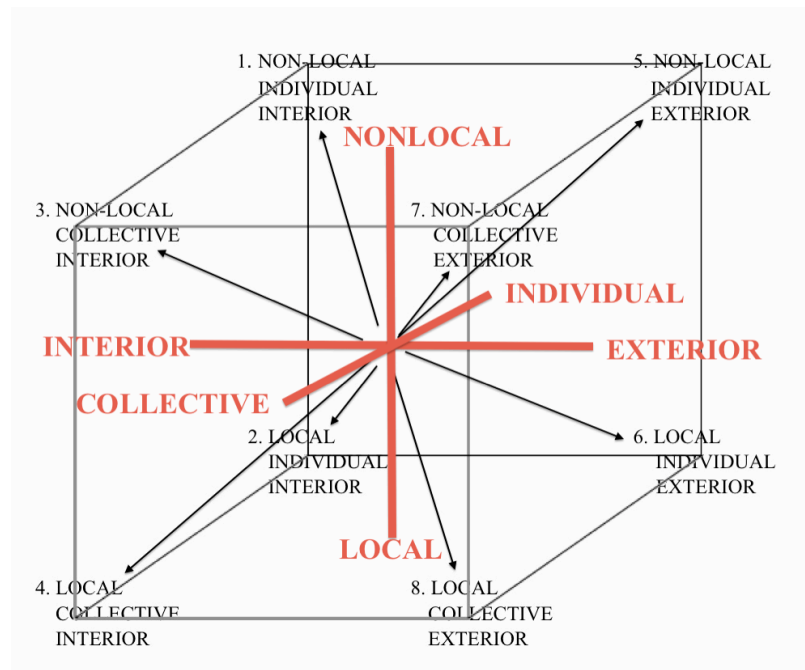 1. NON-LOCAL
INDIVIDUAL
INTERIOR
5. NON-LOCAL
INDIVIDUAL
EXTERIOR
NONLOCAL
3. NON-LOCAL
COLLECTIVE
INTERIOR
7. NON-LOCAL
COLLECTIVE
EXTERIOR
INDIVIDUAL
INTERIOR
EXTERIOR
COLLECTIVE
2. LOCAL
INDIVIDUAL
INTERIOR
6. LOCAL
INDIVIDUAL
EXTERIOR
LOCAL
4. LOCAL
COLLECTIVE
INTERIOR
8. LOCAL
COLLECTIVE
EXTERIOR